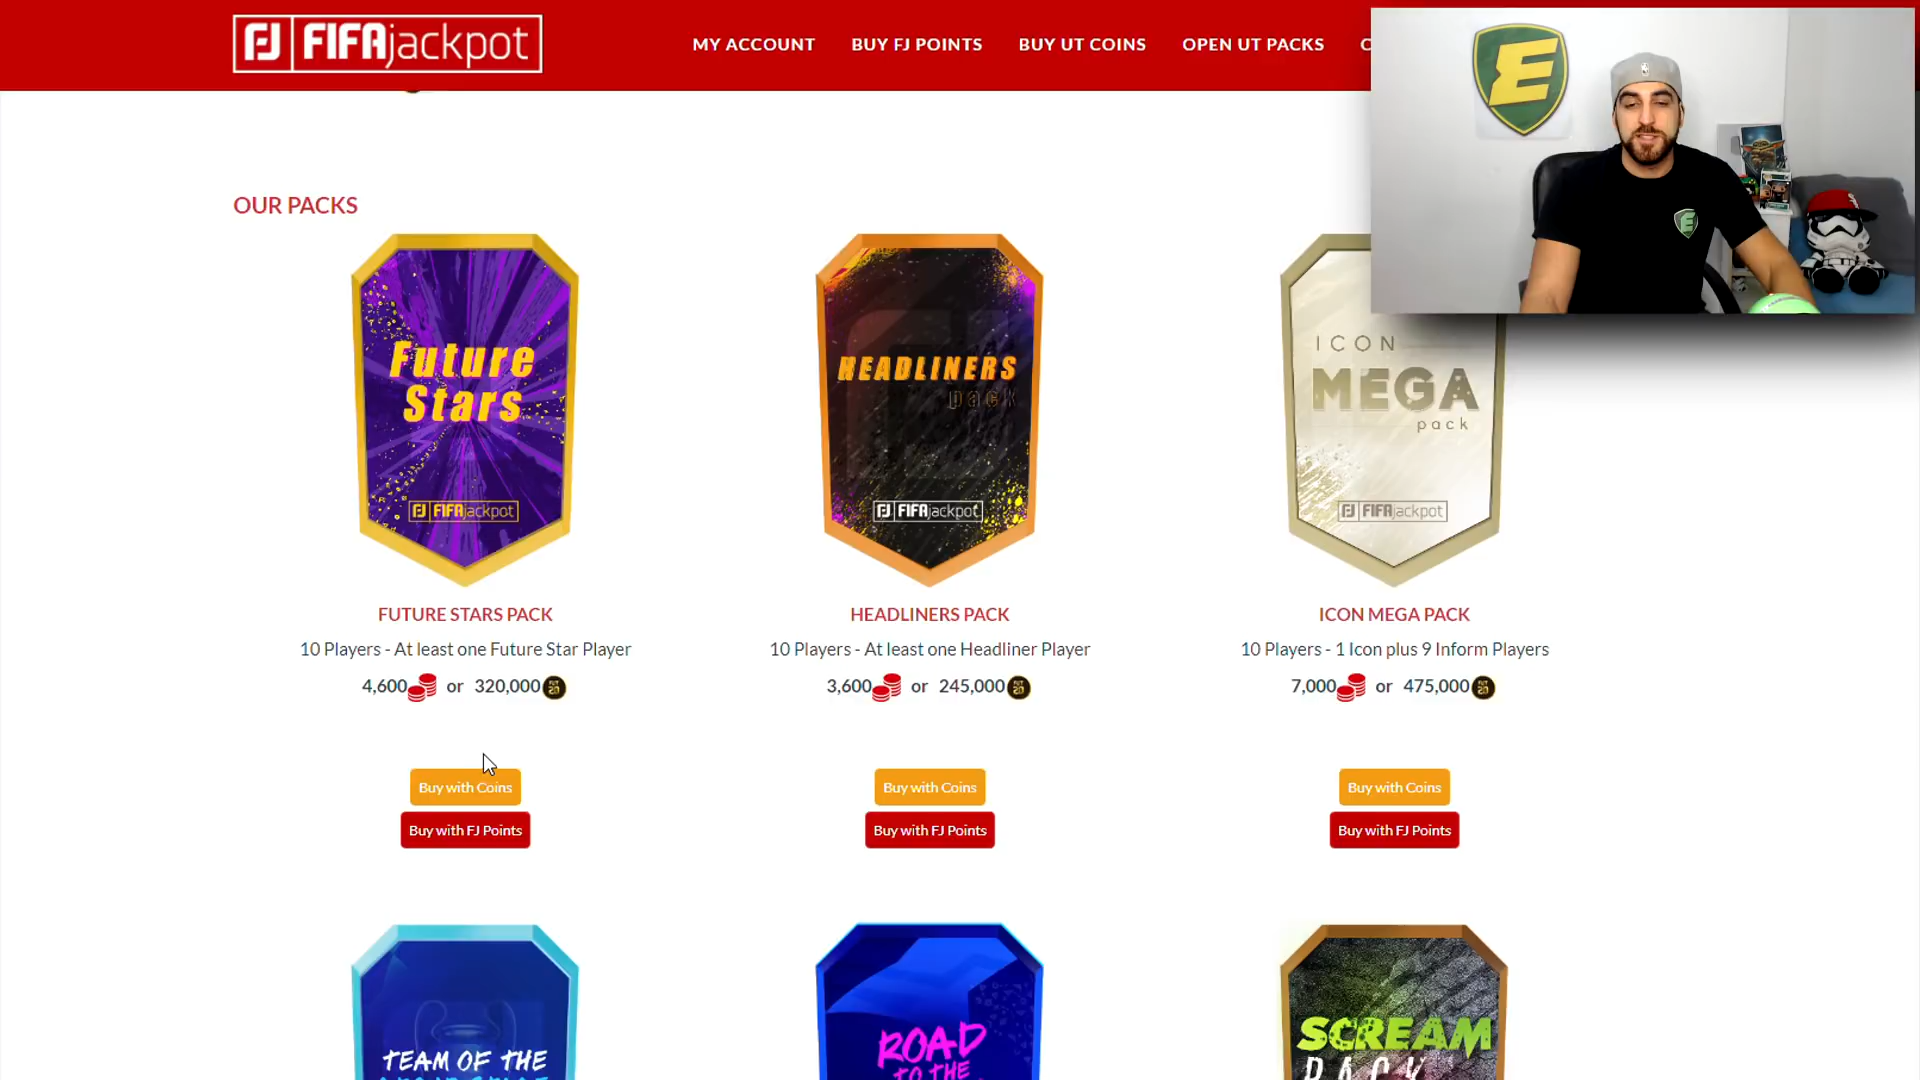 FJ FIFAjackpot
MY ACCOUNT
BUY FJ POINTS
BUY UT COINS
OPEN UT PACKS
E
OUR PACKS
Future
Stars
FJ FIFAjackpot
HEADLINERS
pack
FJ FIFAjackpot
ICON
MEGA
pack
FJ FIFAjackpot
FUTURE STARS PACK
10 Players - At least one Future Star Player
4,600 or 320,000
HEADLINERS PACK
10 Players - At least one Headliner Player
3,600 or 245,000
ICON MEGA PACK
10 Players - 1 Icon plus 9 Inform Players
7,000 or 475,000
Buy with Coins
Buy with FJ Points
Buy with Coins
Buy with FJ Points
Buy with Coins
Buy with FJ Points
TEAM OF THE
ROAD
TO THE
SCREAM
PACK